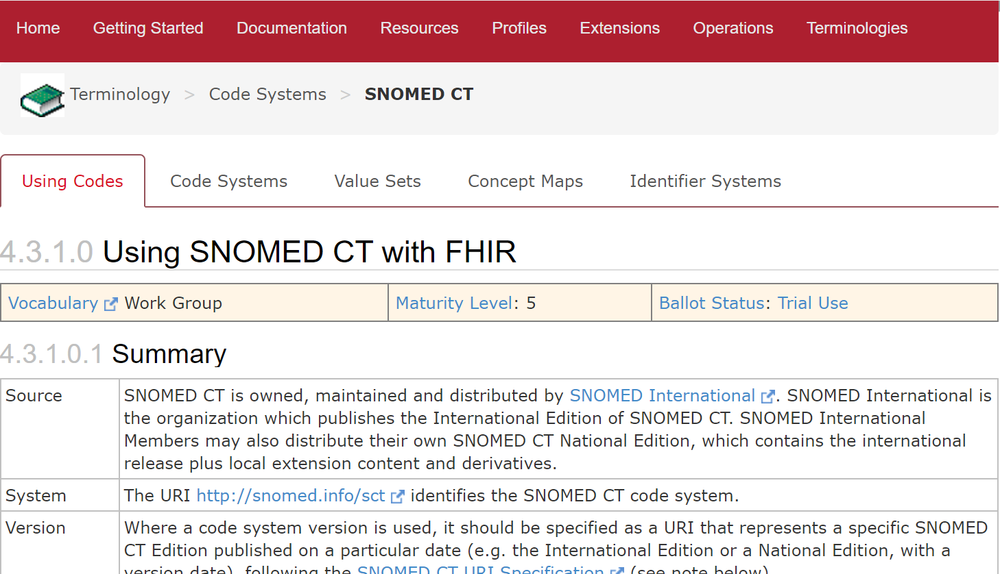 Home Getting Started Documentation Resources Profiles Extensions Operations Terminologies
Terminology > Code Systems > SNOMED CT
Using Codes Code Systems Value Sets Concept Maps Identifier Systems
4.3.1.0 Using SNOMED CT with FHIR
Vocabulary Work Group Maturity Level: 5 Ballot Status: Trial Use
4.3.1.0.1 Summary
Source SNOMED CT is owned, maintained and distributed by SNOMED International . SNOMED International is
the organization which publishes the International Edition of SNOMED CT. SNOMED International
Members may also distribute their own SNOMED CT National Edition, which contains the international
release plus local extension content and derivatives.
System The URI http://snomed.info/sct identifies the SNOMED CT code system.
Version Where a code system version is used, it should be specified as a URI that represents a specific SNOMED
CT Edition published on a particular date (e.g. the International Edition or a National Edition, with a
version date), following the SNOMED CT URI Specification (see note below)